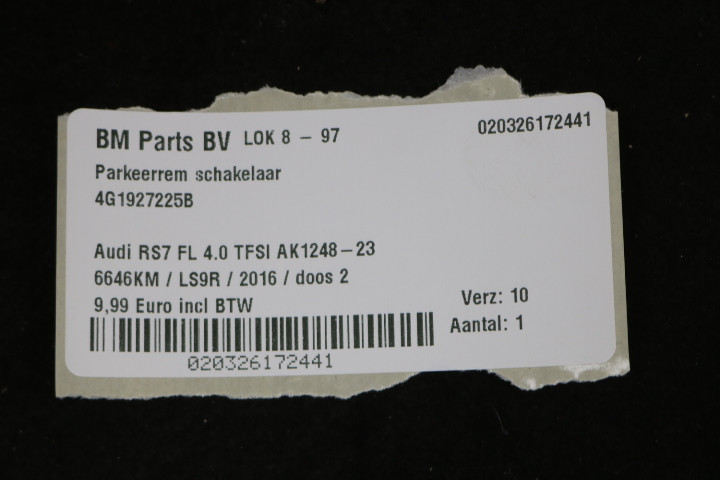 BM Parts BV LOK 8 - 97 020326172441
Parkeerrem schakelaar
4G1927225B
Audi RS7 FL 4.0 TFSI AK1248-23
6646KM / LS9R / 2016 / doos 2
9,99 Euro incl BTW
Verz: 10
Aantal: 1
020326172441